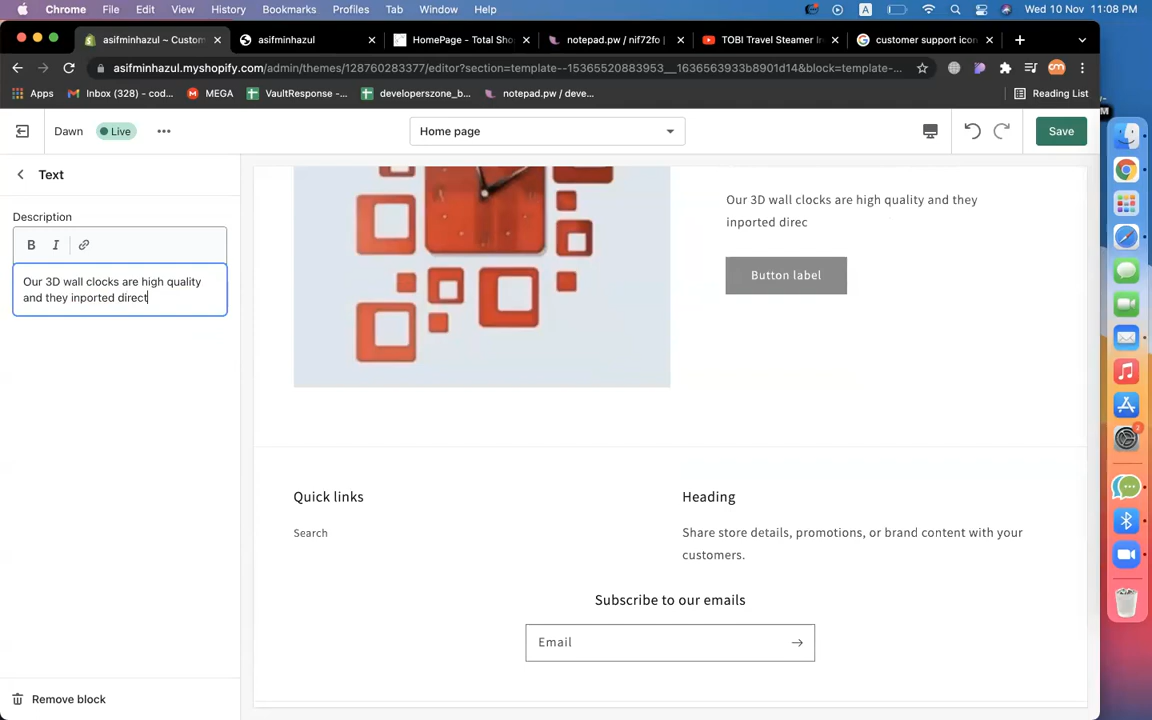 Chrome File Edit View History Bookmarks Profiles Tab Window Help A Wed 10 Nov 11:08 PM
asifminhazul ~ Custom
asifminhazul
HomePage - Total Sho
notepad.pw / nif72fo |
TOBI Travel Steamer Ir
customer support icon
asifminhazul.myshopify.com/admin/themes/128760283377/editor?section=template--15365520883953__1636563933b8901d14&block=template-...
Apps Inbox (328) - cod... MEGA VaultResponse -... developerszone_b... notepad.pw / deve... Reading List
Dawn Live Home page Save
Text
Description
B I
Our 3D wall clocks are high quality
and they inported direct
Remove block
Our 3D wall clocks are high quality and they
inported direc
Button label
Quick links
Search
Heading
Share store details, promotions, or brand content with your
customers.
Subscribe to our emails
Email
2